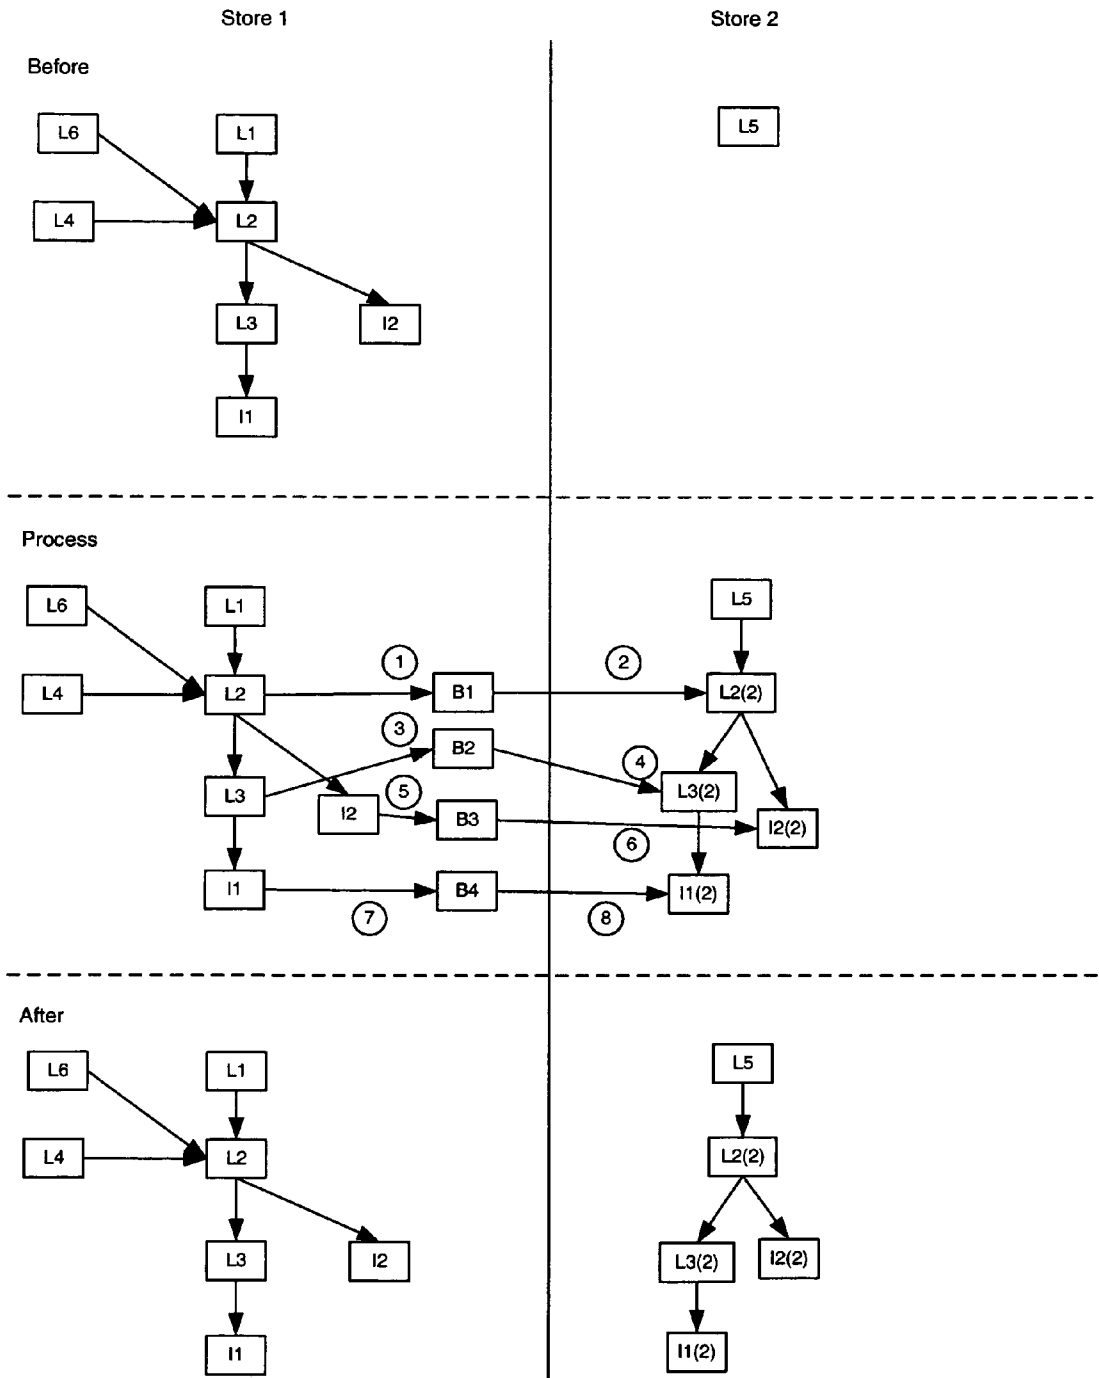 Store 1
Store 2
Before
L6
L1
L5
L4
L2
L3
I2
I1
Process
L6
L1
L5
1
2
L4
L2
B1
L2(2)
3
B2
4
L3
5
L3(2)
I2
B3
6
I2(2)
I1
B4
I1(2)
7
8
After
L6
L1
L5
L4
L2
L2(2)
L3
I2
L3(2)
I2(2)
I1
I1(2)